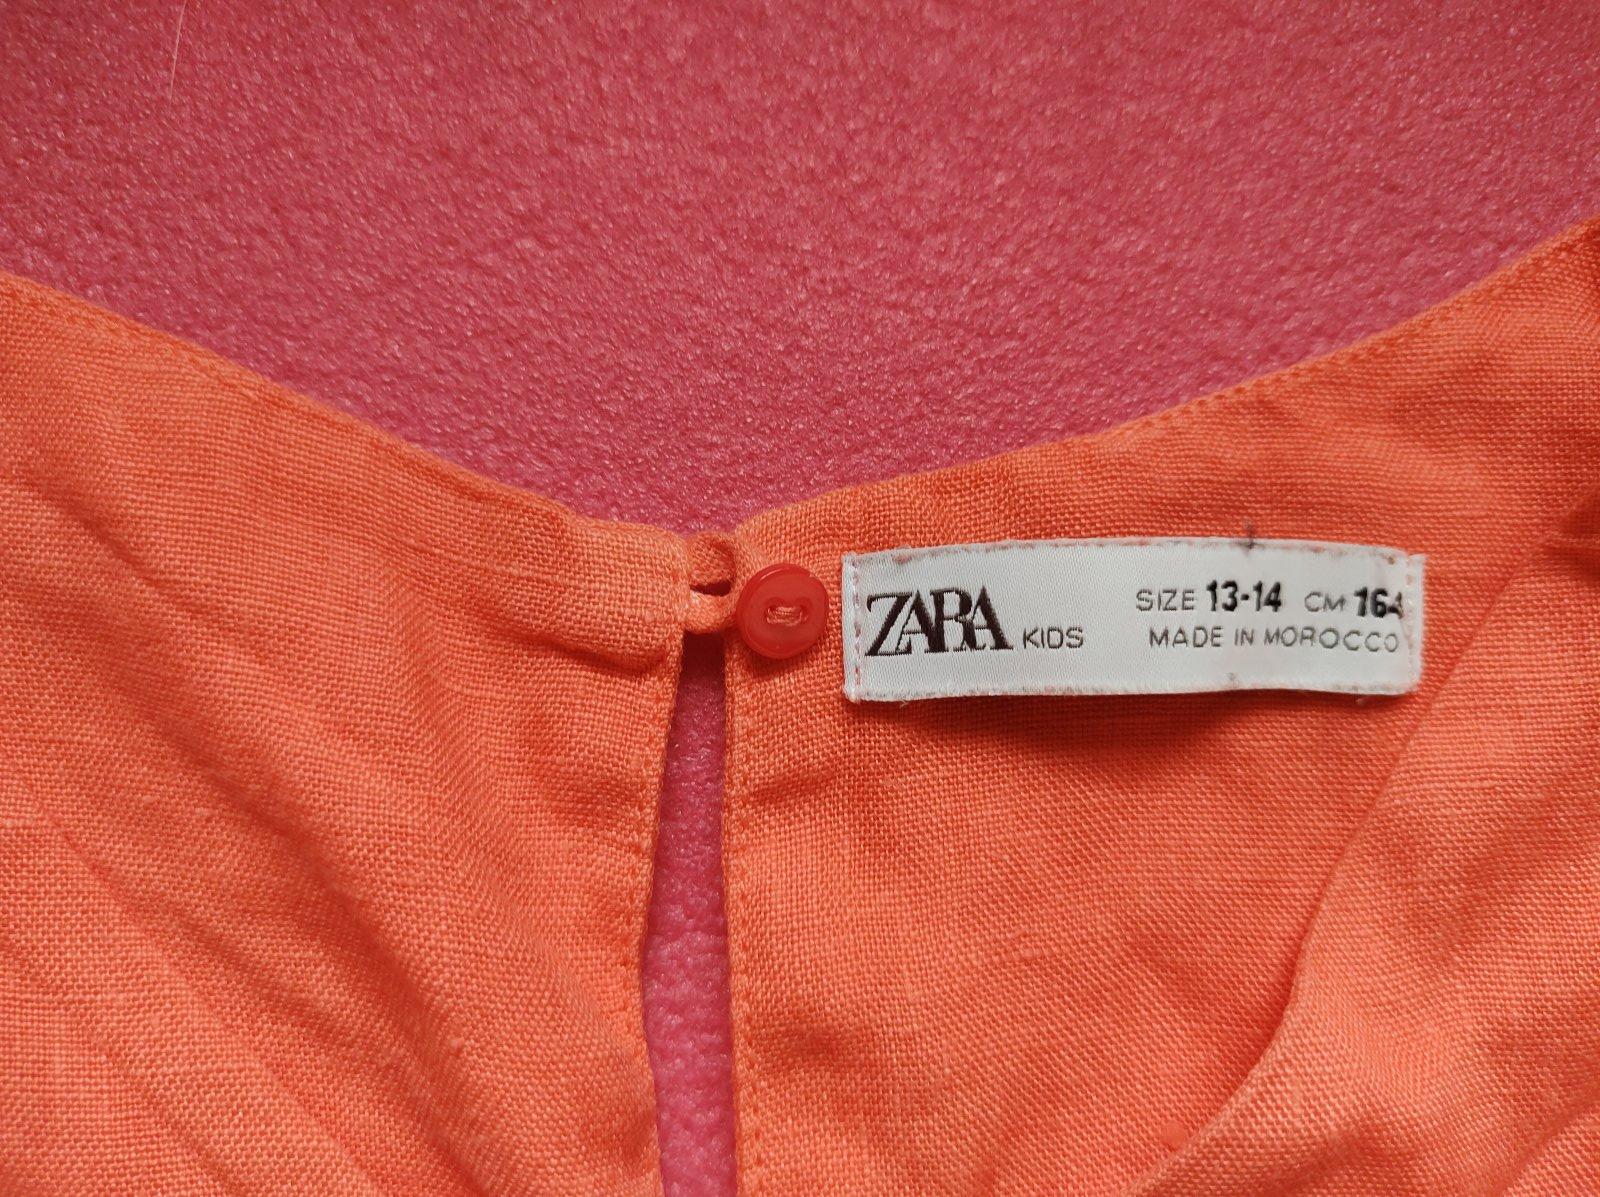 ZARA KIDS
SIZE 13-14 CM 164
MADE IN MOROCCO